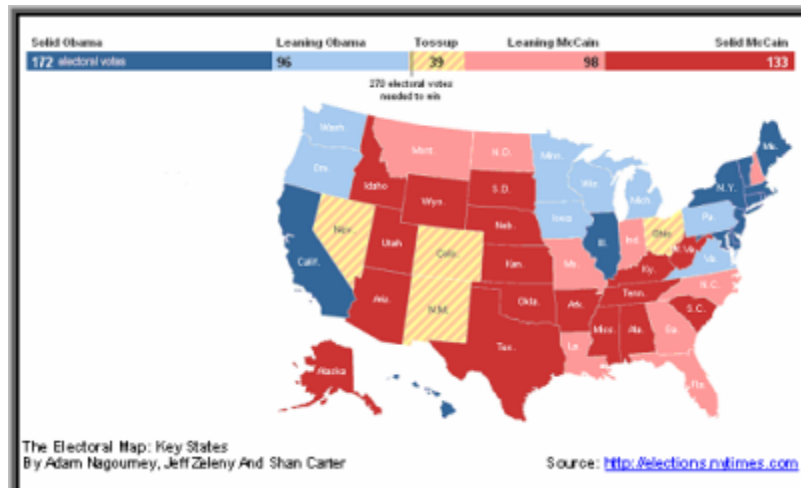 Solid Obama Leaning Obama Tossup Leaning McCain Solid McCain
172 electoral votes 96 39 98 133
270 electoral votes
needed to win
Wash.
Mont.
N.D.
Minn.
Me.
Ore.
Idaho
Wyo.
S.D.
Wis.
Mich.
N.Y.
Iowa
Pa.
Nev.
Utah
Colo.
Neb.
Ill.
Ind.
Ohio
W.Va.
Va.
Calif.
Kan.
Mo.
Ky.
N.C.
Ariz.
N.M.
Okla.
Ark.
Tenn.
S.C.
Tex.
La.
Miss.
Ala.
Ga.
Fla.
Alaska
The Electoral Map: Key States
By Adam Nagourney, Jeff Zeleny And Shan Carter
Source: http://elections.nytimes.com